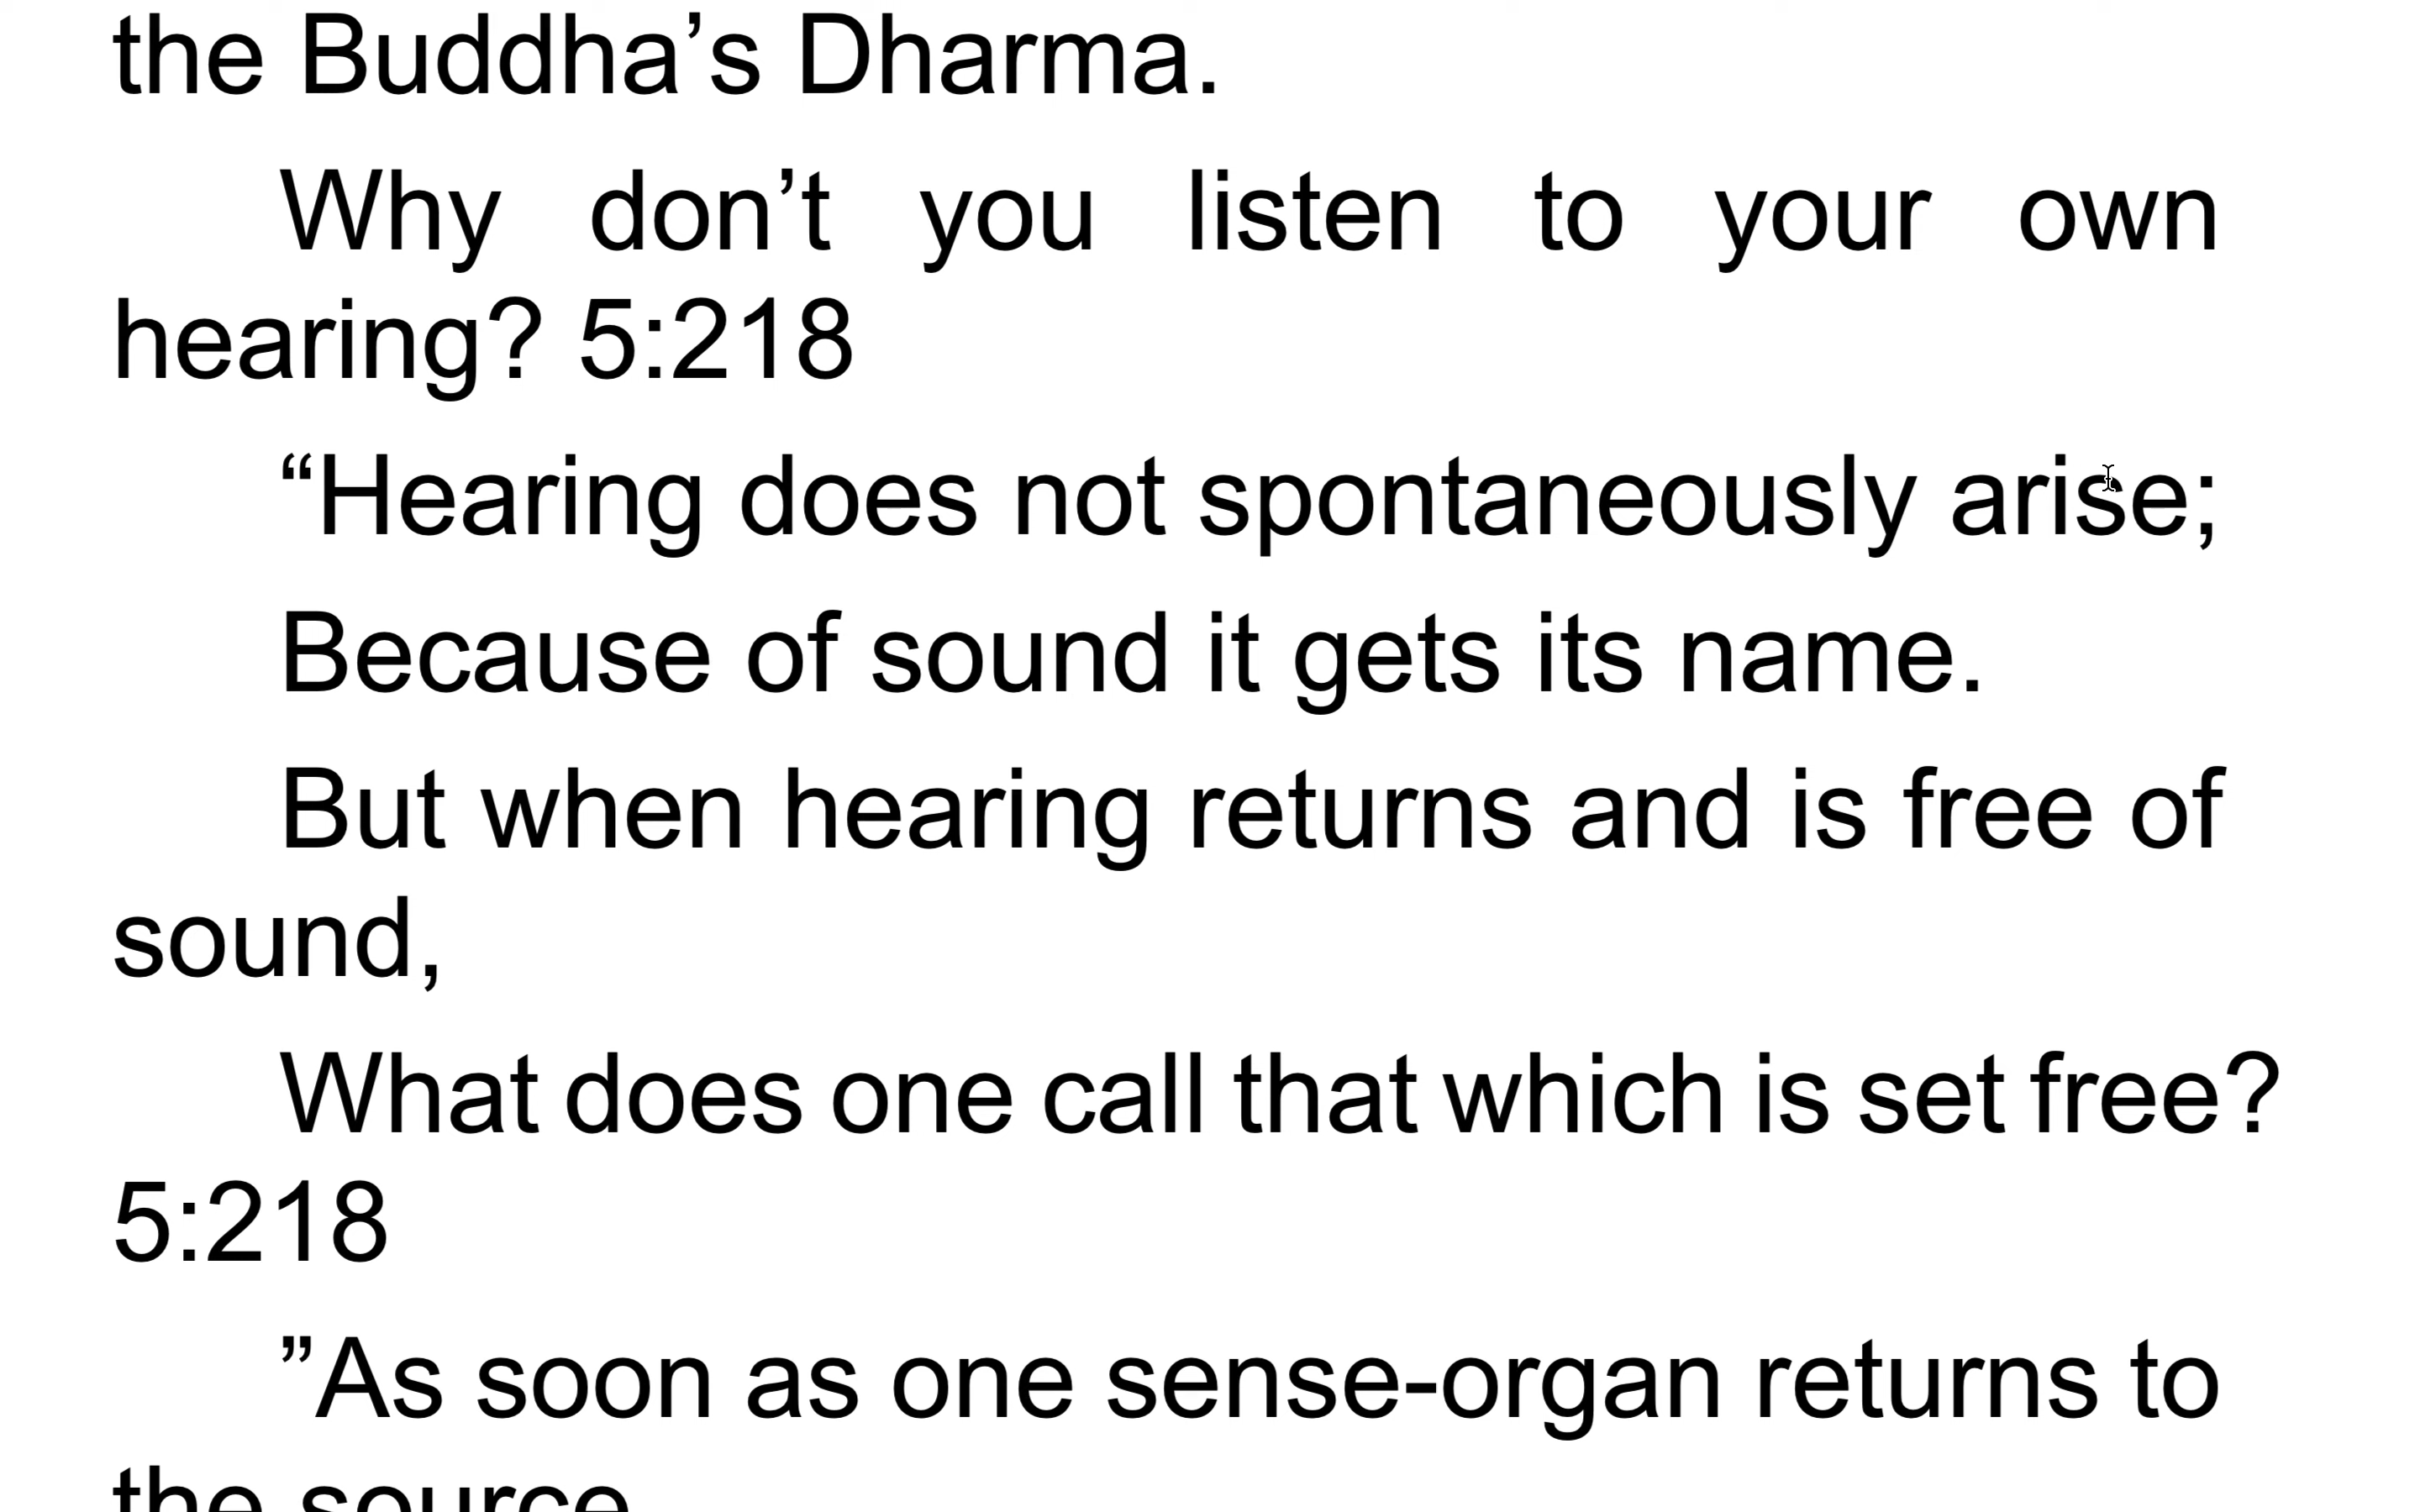 the Buddha’s Dharma.
Why don’t you listen to your own
hearing? 5:218
“Hearing does not spontaneously arise;
Because of sound it gets its name.
But when hearing returns and is free of
sound,
What does one call that which is set free?
5:218
”As soon as one sense-organ returns to
the source